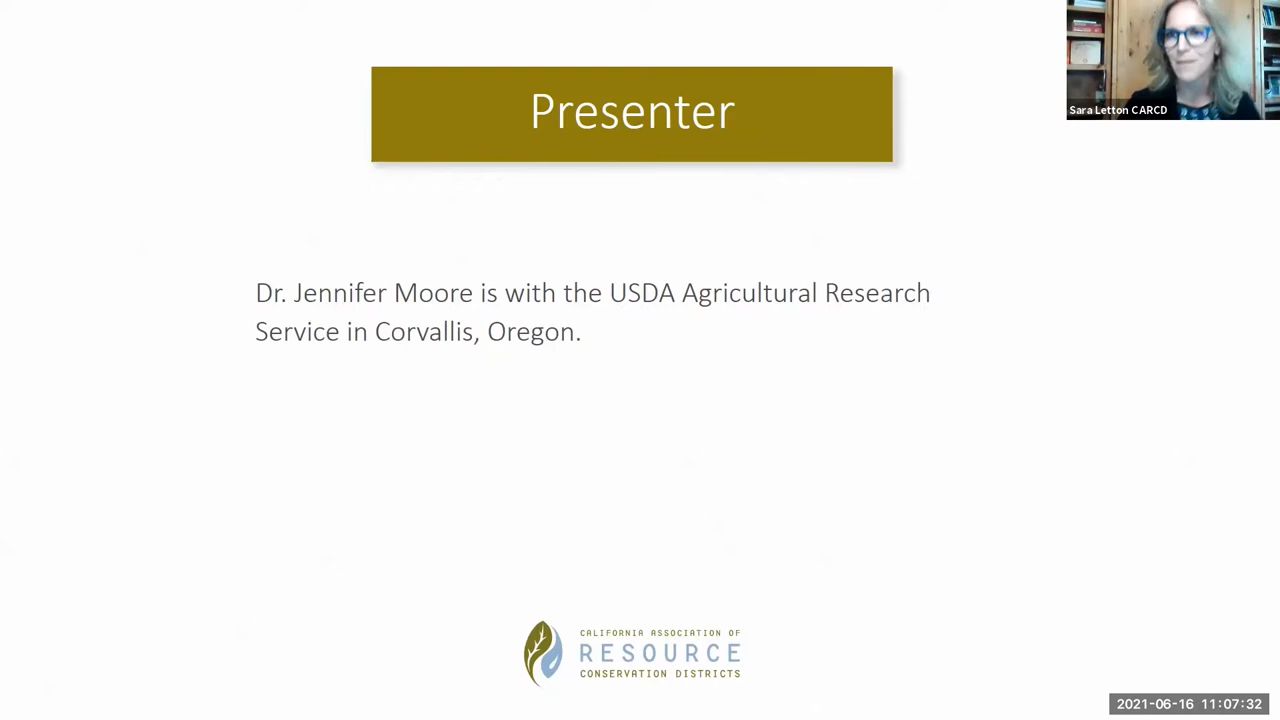 Presenter
Sara Letton CARCD
Dr. Jennifer Moore is with the USDA Agricultural Research
Service in Corvallis, Oregon.
CALIFORNIA ASSOCIATION OF
RESOURCE
CONSERVATION DISTRICTS
2021-06-16 11:07:32